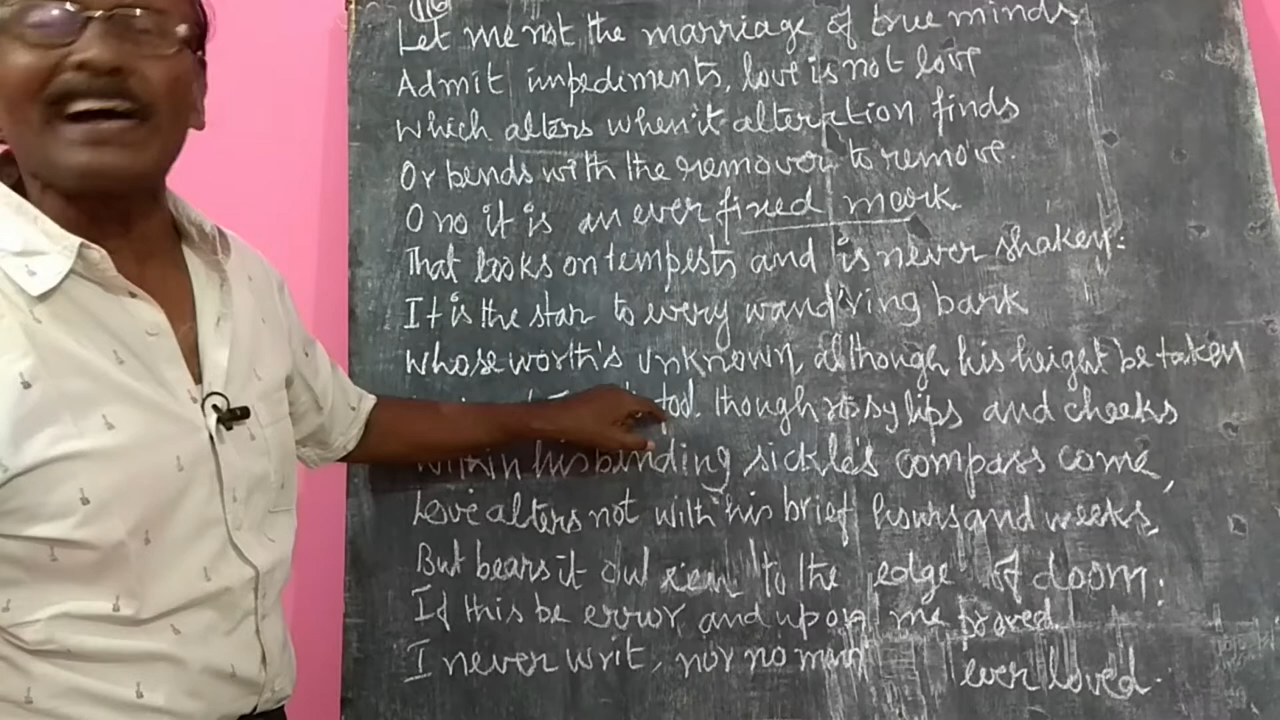 116
Let me not the marriage of true minds
Admit impediments, love is not love
which alters when it alteration finds
Or bends with the remover to remove.
O no it is an ever fixed mark.
That looks on tempests and is never shaken:
It is the star to every wandering bark
whose worth's unknown, although his height be taken
though rosy lips and cheeks
within his bending sickle's compass come,
Love alters not with his brief hours and weeks,
But bears it out even to the edge of doom:
If this be error and upon me proved.
I never writ, nor no man ever loved.